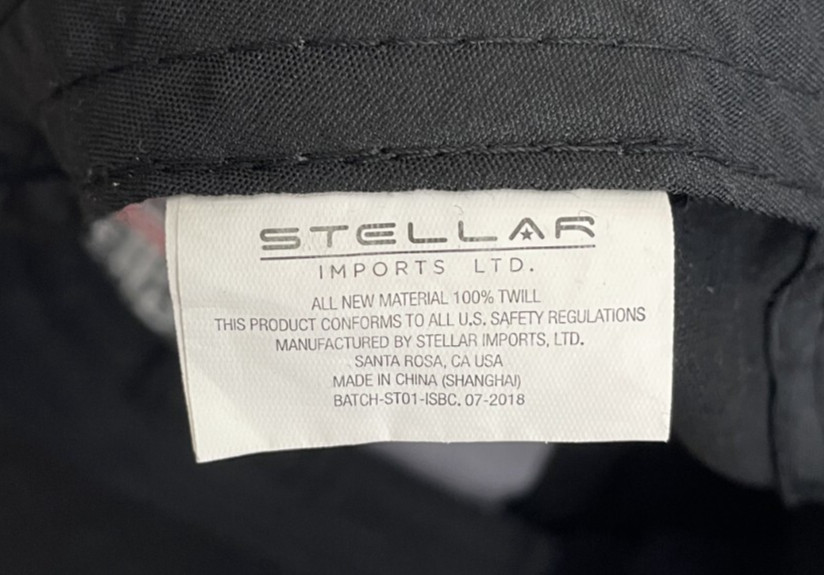 STELLAR
IMPORTS LTD.
ALL NEW MATERIAL 100% TWILL
THIS PRODUCT CONFORMS TO ALL U.S. SAFETY REGULATIONS
MANUFACTURED BY STELLAR IMPORTS, LTD.
SANTA ROSA, CA USA
MADE IN CHINA (SHANGHAI)
BATCH-ST01-ISBC. 07-2018